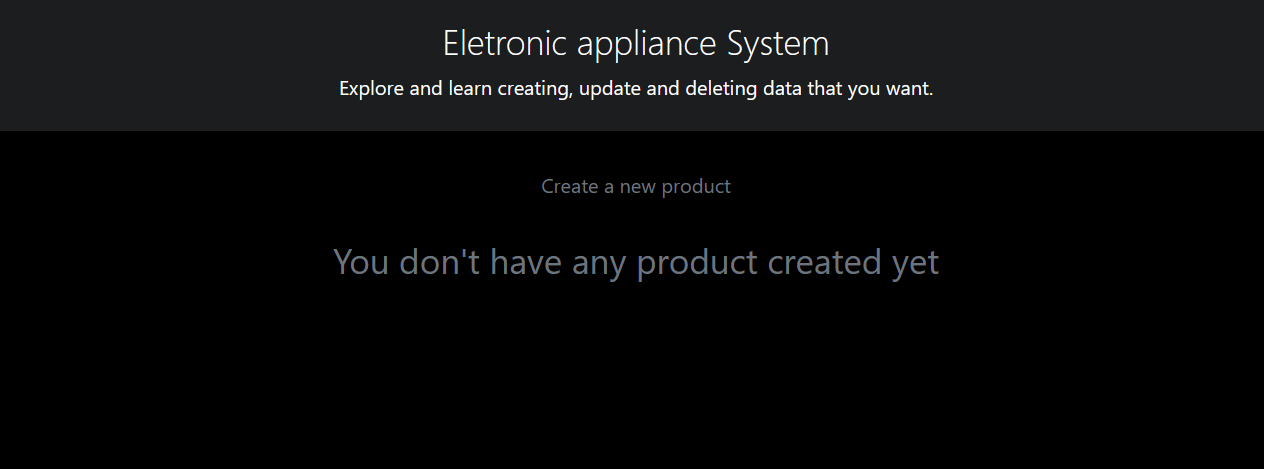 Eletronic appliance System
Explore and learn creating, update and deleting data that you want.
Create a new product
You don't have any product created yet